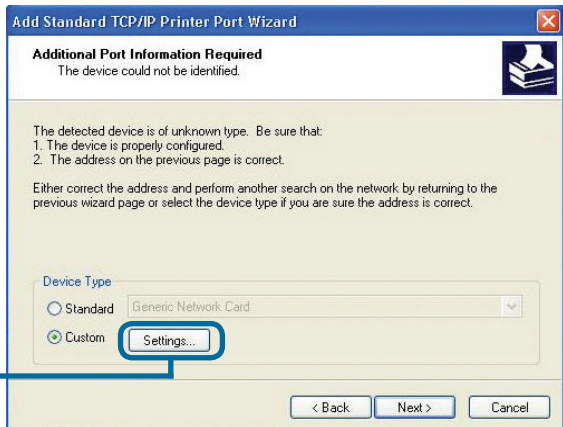 Add Standard TCP/IP Printer Port Wizard
Additional Port Information Required
The device could not be identified.
The detected device is of unknown type. Be sure that:
1. The device is properly configured.
2. The address on the previous page is correct.
Either correct the address and perform another search on the network by returning to the
previous wizard page or select the device type if you are sure the address is correct.
Device Type
Standard Generic Network Card
Custom Settings...
< Back Next > Cancel